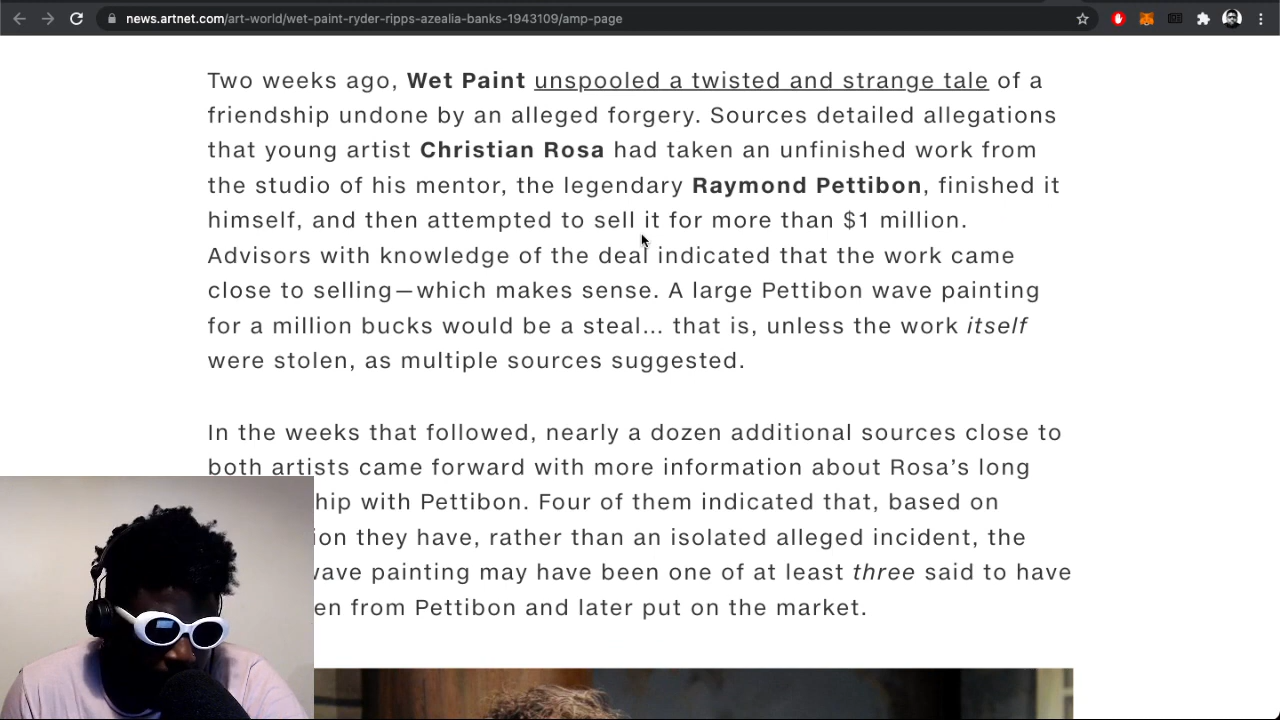 news.artnet.com/art-world/wet-paint-ryder-ripps-azealia-banks-1943109/amp-page
Two weeks ago, Wet Paint unspooled a twisted and strange tale of a
friendship undone by an alleged forgery. Sources detailed allegations
that young artist Christian Rosa had taken an unfinished work from
the studio of his mentor, the legendary Raymond Pettibon, finished it
himself, and then attempted to sell it for more than $1 million.
Advisors with knowledge of the deal indicated that the work came
close to selling—which makes sense. A large Pettibon wave painting
for a million bucks would be a steal… that is, unless the work itself
were stolen, as multiple sources suggested.
In the weeks that followed, nearly a dozen additional sources close to
both artists came forward with more information about Rosa’s long
hip with Pettibon. Four of them indicated that, based on
ion they have, rather than an isolated alleged incident, the
wave painting may have been one of at least three said to have
en from Pettibon and later put on the market.